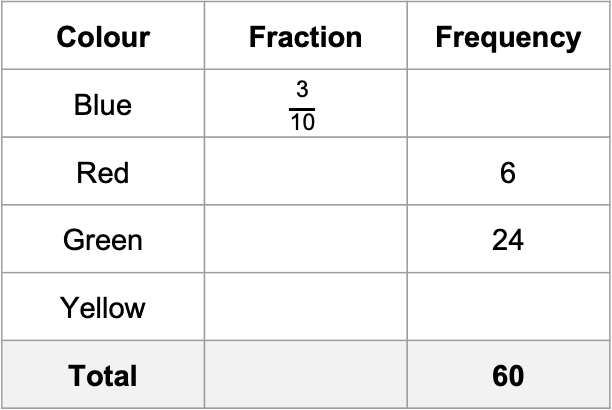 Colour Fraction Frequency
Blue 3/10
Red 6
Green 24
Yellow
Total 60